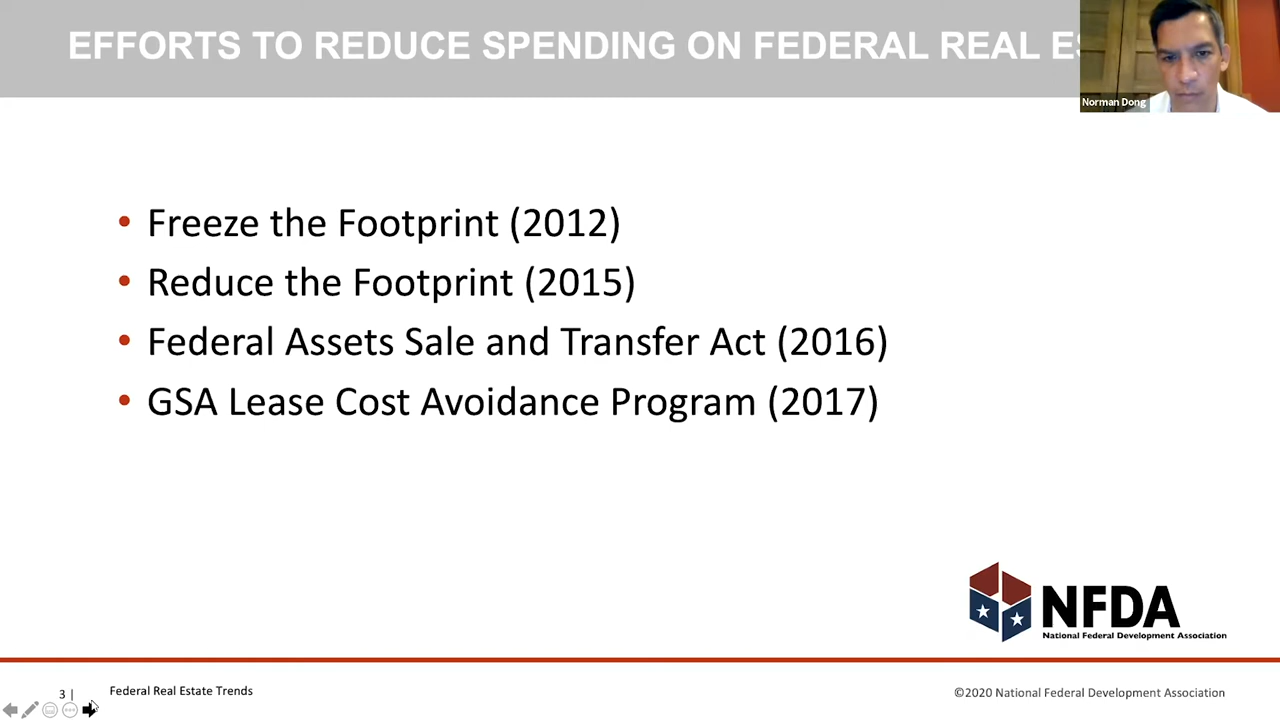 EFFORTS TO REDUCE SPENDING ON FEDERAL REAL
Norman Dong
• Freeze the Footprint (2012)
• Reduce the Footprint (2015)
• Federal Assets Sale and Transfer Act (2016)
• GSA Lease Cost Avoidance Program (2017)
NFDA
National Federal Development Association
3 |
Federal Real Estate Trends
©2020 National Federal Development Association